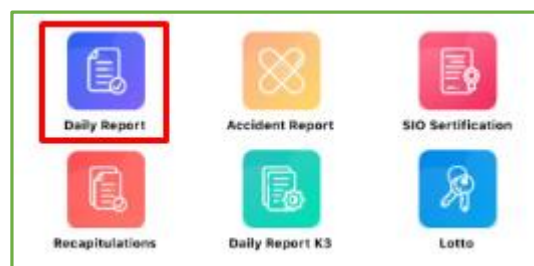 Daily Report
Accident Report
SIO Sertification
Recapitulations
Daily Report K3
Lotto